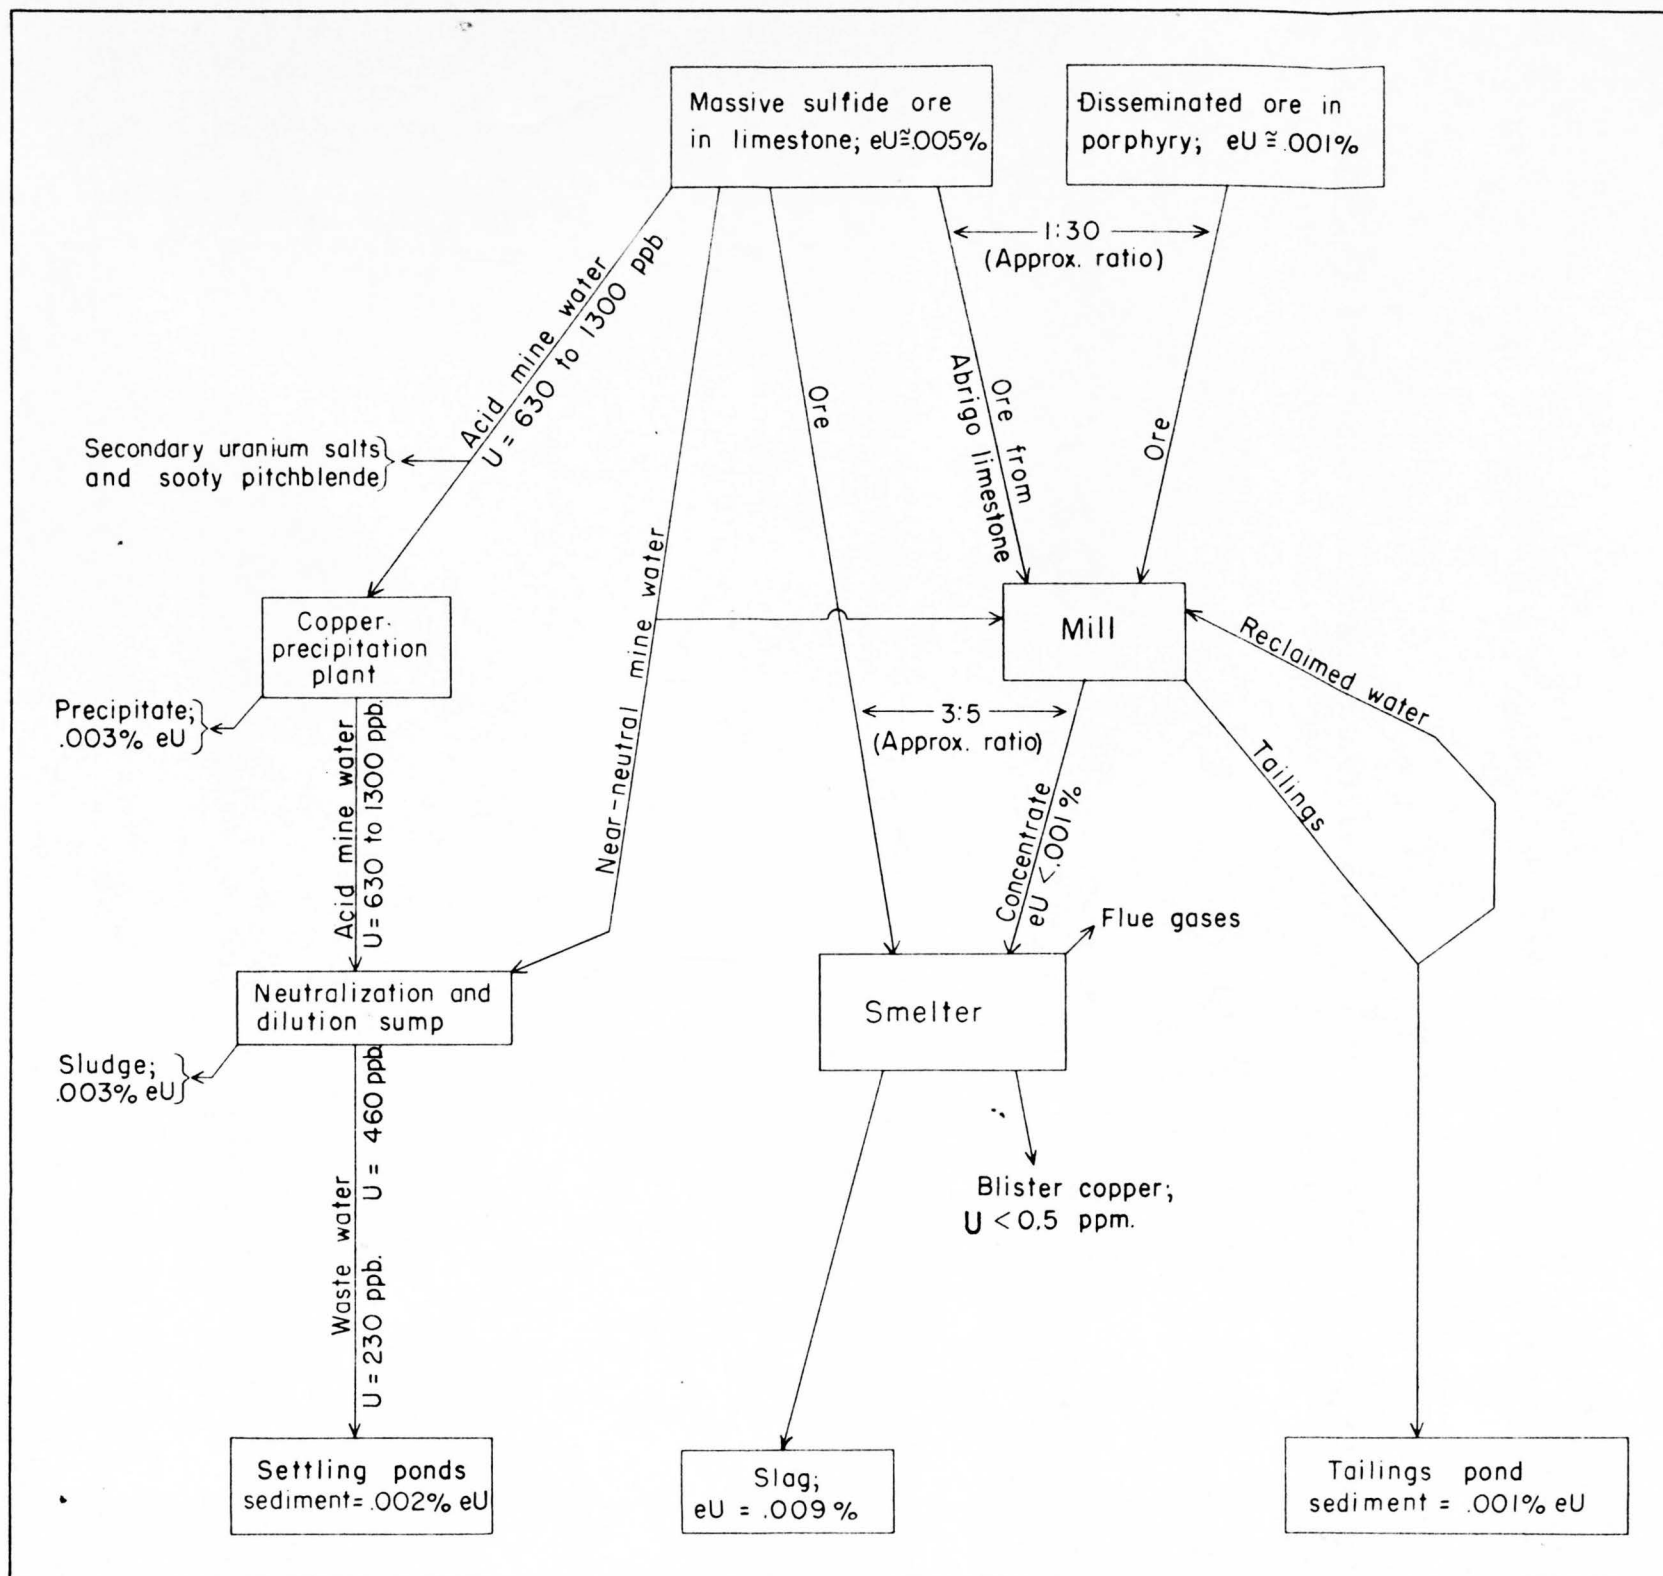 Massive sulfide ore
in limestone; eU≅.005%
Disseminated ore in
porphyry; eU ≅ .001%
1:30
(Approx. ratio)
Acid mine water
U = 630 to 1300 ppb
Ore
Ore from
Abrigo limestone
Ore
Secondary uranium salts
and sooty pitchblende
Near-neutral mine water
Copper-
precipitation
plant
Mill
Reclaimed water
Precipitate;
.003% eU
3:5
(Approx. ratio)
Tailings
Acid mine water
U = 630 to 1300 ppb.
Concentrate
eU <.001%
Flue gases
Neutralization and
dilution sump
Smelter
Sludge;
.003% eU
Waste water
U = 230 ppb. U = 460 ppb.
Blister copper;
U < 0.5 ppm.
Settling ponds
sediment = .002% eU
Slag;
eU = .009%
Tailings pond
sediment = .001% eU